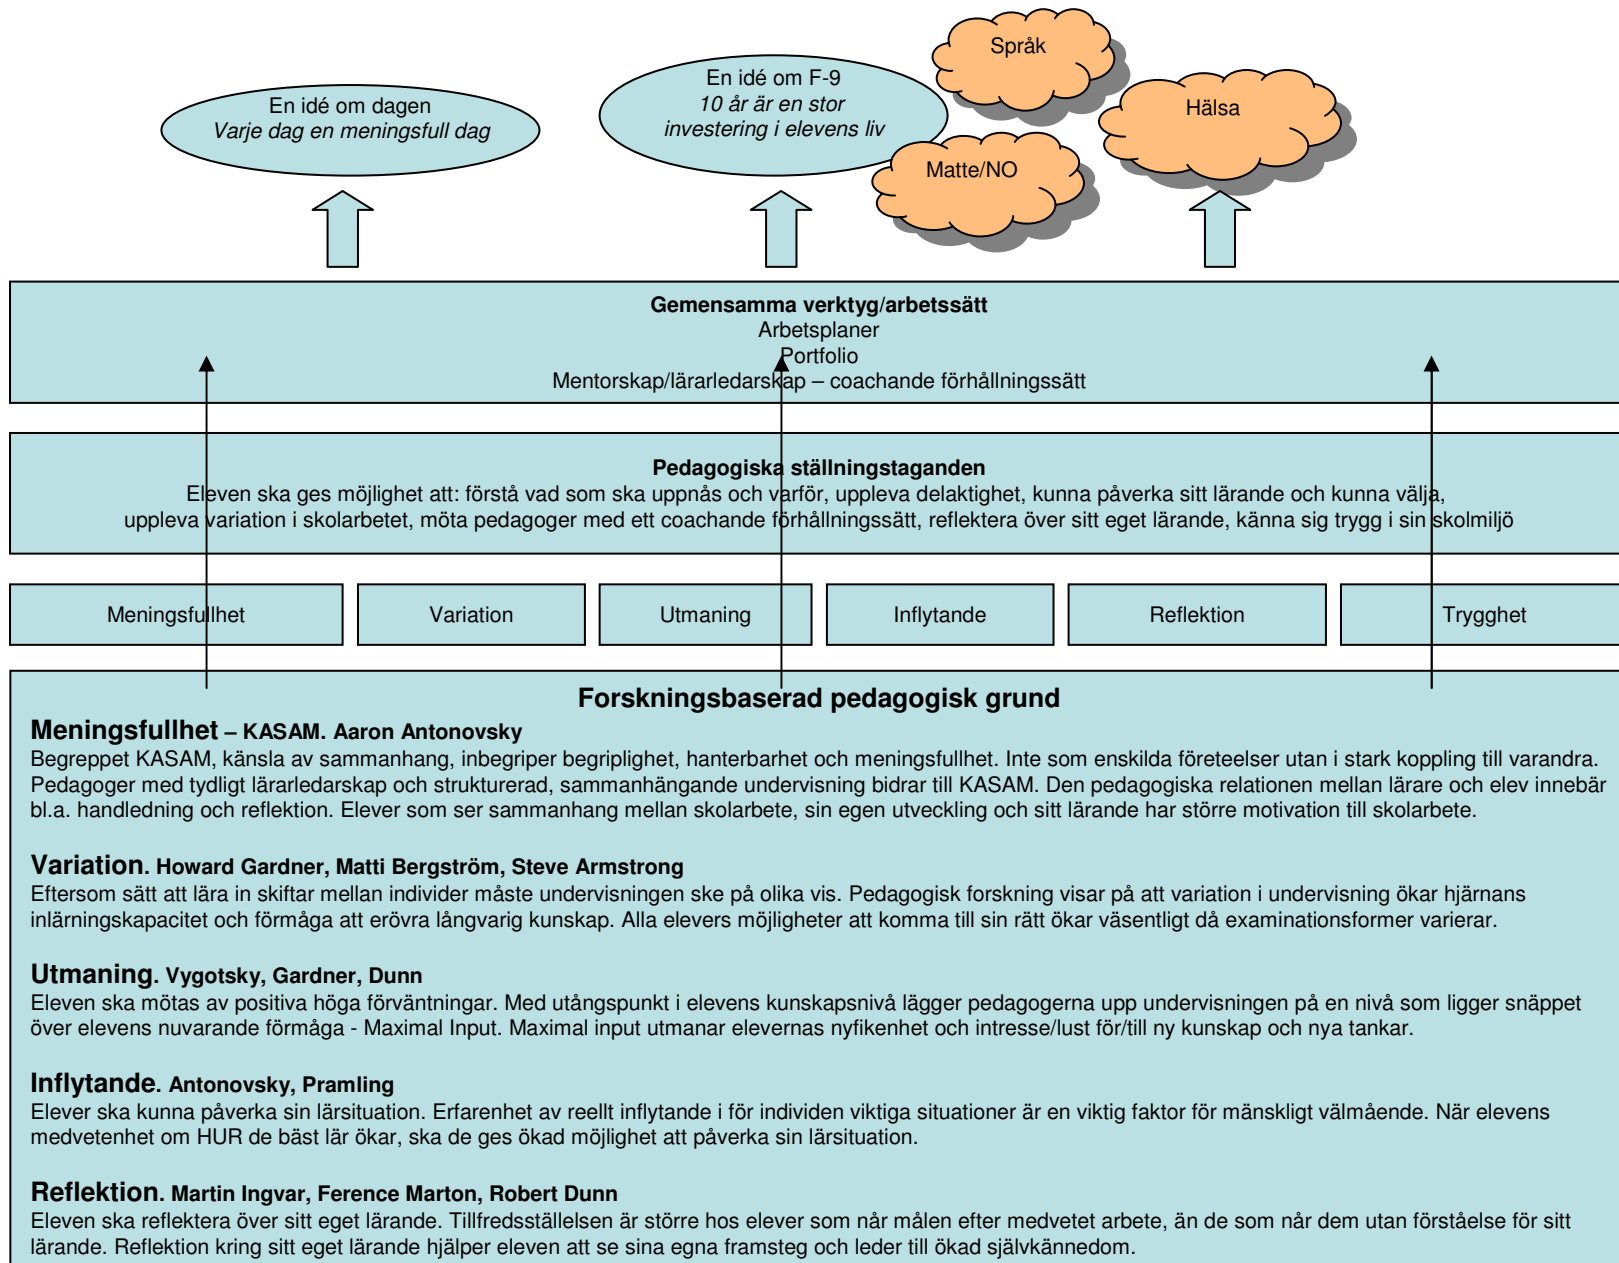 Språk
En idé om F-9
10 år är en stor
investering i elevens liv
En idé om dagen
Varje dag en meningsfull dag
Hälsa
Matte/NO
Gemensamma verktyg/arbetssätt
Arbetsplaner
Portfolio
Mentorskap/lärarledarskap – coachande förhållningssätt
Pedagogiska ställningstaganden
Eleven ska ges möjlighet att: förstå vad som ska uppnås och varför, uppleva delaktighet, kunna påverka sitt lärande och kunna välja,
uppleva variation i skolarbetet, möta pedagoger med ett coachande förhållningssätt, reflektera över sitt eget lärande, känna sig trygg i sin skolmiljö
Meningsfullhet
Variation
Utmaning
Inflytande
Reflektion
Trygghet
Forskningsbaserad pedagogisk grund
Meningsfullhet – KASAM. Aaron Antonovsky
Begreppet KASAM, känsla av sammanhang, inbegriper begriplighet, hanterbarhet och meningsfullhet. Inte som enskilda företeelser utan i stark koppling till varandra.
Pedagoger med tydligt lärarledarskap och strukturerad, sammanhängande undervisning bidrar till KASAM. Den pedagogiska relationen mellan lärare och elev innebär
bl.a. handledning och reflektion. Elever som ser sammanhang mellan skolarbete, sin egen utveckling och sitt lärande har större motivation till skolarbete.
Variation. Howard Gardner, Matti Bergström, Steve Armstrong
Eftersom sätt att lära in skiftar mellan individer måste undervisningen ske på olika vis. Pedagogisk forskning visar på att variation i undervisning ökar hjärnans
inlärningskapacitet och förmåga att erövra långvarig kunskap. Alla elevers möjligheter att komma till sin rätt ökar väsentligt då examinationsformer varierar.
Utmaning. Vygotsky, Gardner, Dunn
Eleven ska mötas av positiva höga förväntningar. Med utångspunkt i elevens kunskapsnivå lägger pedagogerna upp undervisningen på en nivå som ligger snäppet
över elevens nuvarande förmåga - Maximal Input. Maximal input utmanar elevernas nyfikenhet och intresse/lust för/till ny kunskap och nya tankar.
Inflytande. Antonovsky, Pramling
Elever ska kunna påverka sin lärsituation. Erfarenhet av reellt inflytande i för individen viktiga situationer är en viktig faktor för mänskligt välmående. När elevens
medvetenhet om HUR de bäst lär ökar, ska de ges ökad möjlighet att påverka sin lärsituation.
Reflektion. Martin Ingvar, Ference Marton, Robert Dunn
Eleven ska reflektera över sitt eget lärande. Tillfredsställelsen är större hos elever som når målen efter medvetet arbete, än de som når dem utan förståelse för sitt
lärande. Reflektion kring sitt eget lärande hjälper eleven att se sina egna framsteg och leder till ökad självkännedom.